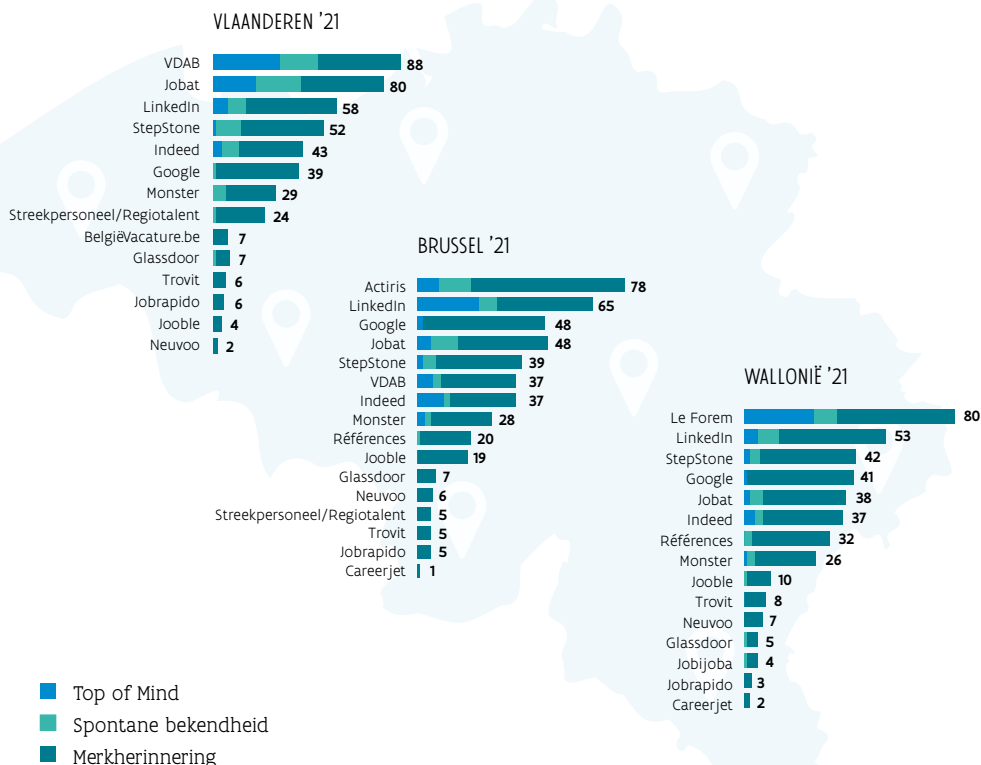 VLAANDEREN '21
VDAB 88
Jobat 80
LinkedIn 58
StepStone 52
Indeed 43
Google 39
Monster 29
Streekpersoneel/Regiotalent 24
BelgiëVacature.be 7
Glassdoor 7
Trovit 6
Jobrapido 6
Jooble 4
Neuvoo 2
BRUSSEL '21
Actiris 78
LinkedIn 65
Google 48
Jobat 48
StepStone 39
VDAB 37
Indeed 37
Monster 28
Références 20
Jooble 19
Glassdoor 7
Neuvoo 6
Streekpersoneel/Regiotalent 5
Trovit 5
Jobrapido 5
Careerjet 1
WALLONIË '21
Le Forem 80
LinkedIn 53
StepStone 42
Google 41
Jobat 38
Indeed 37
Références 32
Monster 26
Jooble 10
Trovit 8
Neuvoo 7
Glassdoor 5
Jobijoba 4
Jobrapido 3
Careerjet 2
Top of Mind
Spontane bekendheid
Merkherinnering